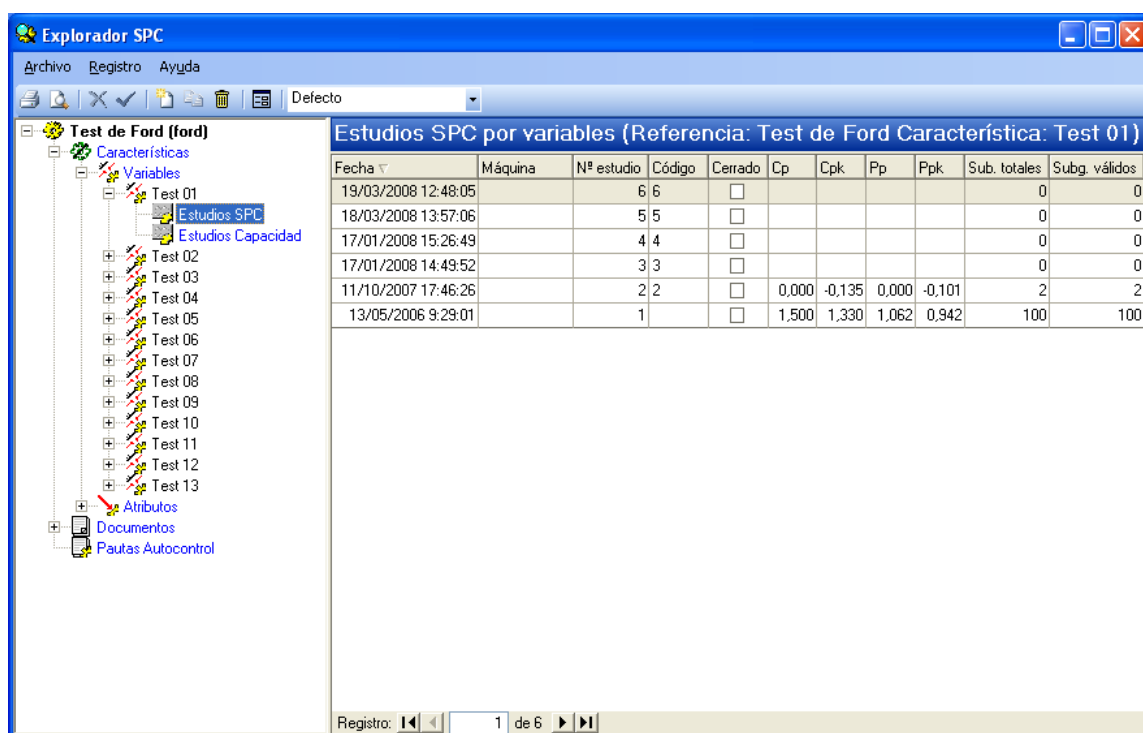 Explorador SPC
Archivo Registro Ayuda
Defecto
Test de Ford (ford)
Características
Variables
Test 01
Estudios SPC
Estudios Capacidad
Test 02
Test 03
Test 04
Test 05
Test 06
Test 07
Test 08
Test 09
Test 10
Test 11
Test 12
Test 13
Atributos
Documentos
Pautas Autocontrol
Estudios SPC por variables (Referencia: Test de Ford Característica: Test 01)
Fecha Máquina Nº estudio Código Cerrado Cp Cpk Pp Ppk Sub. totales Subg. válidos
19/03/2008 12:48:05 6 6 0 0
18/03/2008 13:57:06 5 5 0 0
17/01/2008 15:26:49 4 4 0 0
17/01/2008 14:49:52 3 3 0 0
11/10/2007 17:46:26 2 2 0,000 -0,135 0,000 -0,101 2 2
13/05/2006 9:29:01 1 1,500 1,330 1,062 0,942 100 100
Registro: 1 de 6